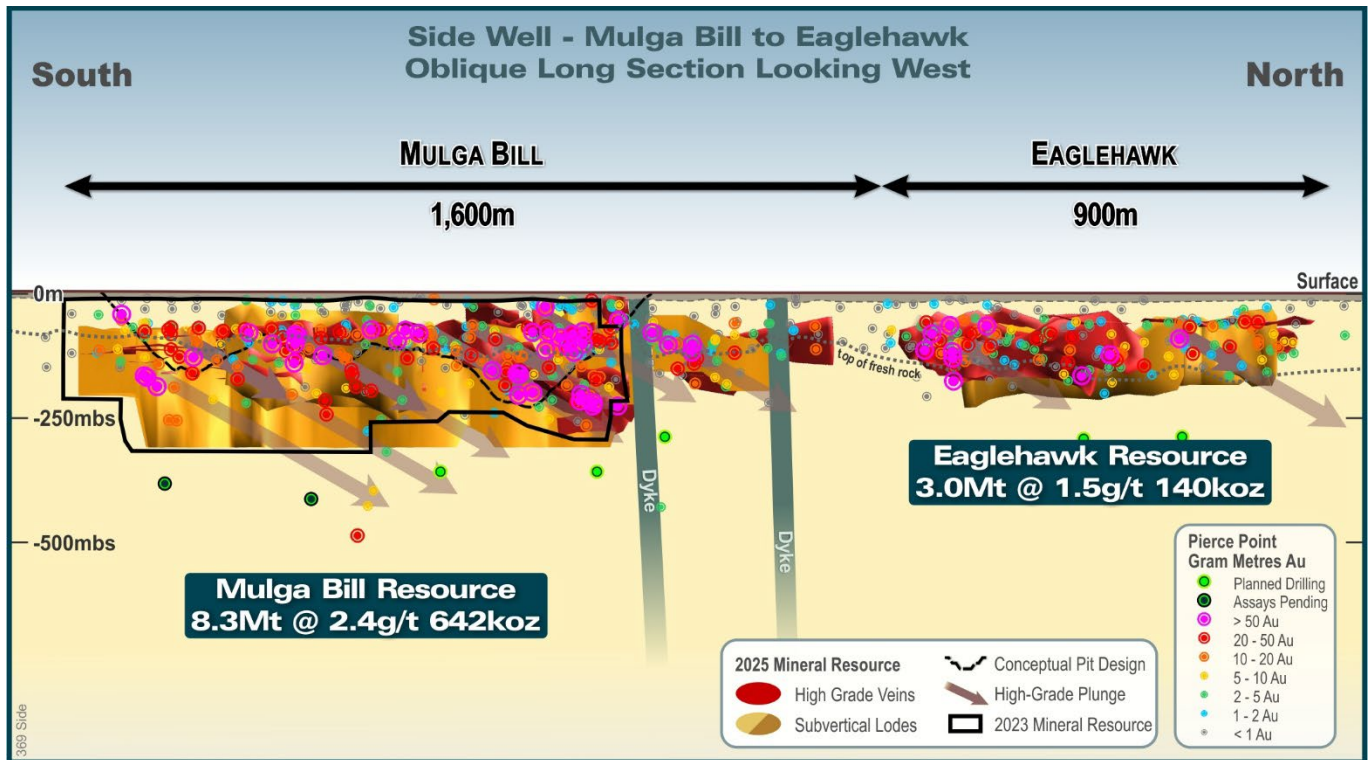 Side Well - Mulga Bill to Eaglehawk
Oblique Long Section Looking West
South
North
MULGA BILL
EAGLEHAWK
1,600m
900m
Surface
0m
top of fresh rock
-250mbs
Eaglehawk Resource
3.0Mt @ 1.5g/t 140koz
Dyke
Dyke
-500mbs
Mulga Bill Resource
8.3Mt @ 2.4g/t 642koz
Pierce Point
Gram Metres Au
Planned Drilling
Assays Pending
> 50 Au
20 - 50 Au
10 - 20 Au
5 - 10 Au
2 - 5 Au
1 - 2 Au
< 1 Au
2025 Mineral Resource
High Grade Veins
Subvertical Lodes
Conceptual Pit Design
High-Grade Plunge
2023 Mineral Resource
369 Side